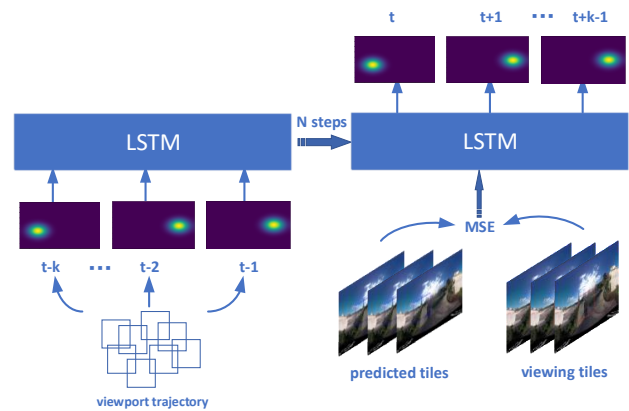 t t+1 ... t+k-1
N steps
LSTM LSTM
MSE
t-k ... t-2 t-1
predicted tiles viewing tiles
viewport trajectory